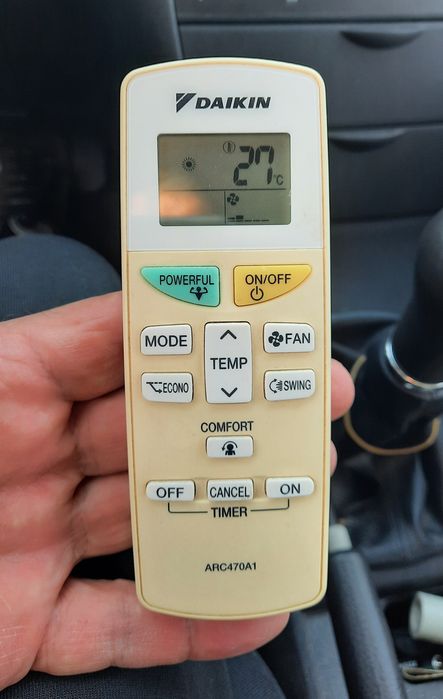 DAIKIN
27°C
POWERFUL
ON/OFF
MODE
TEMP
FAN
ECONO
SWING
COMFORT
OFF
CANCEL
ON
TIMER
ARC470A1